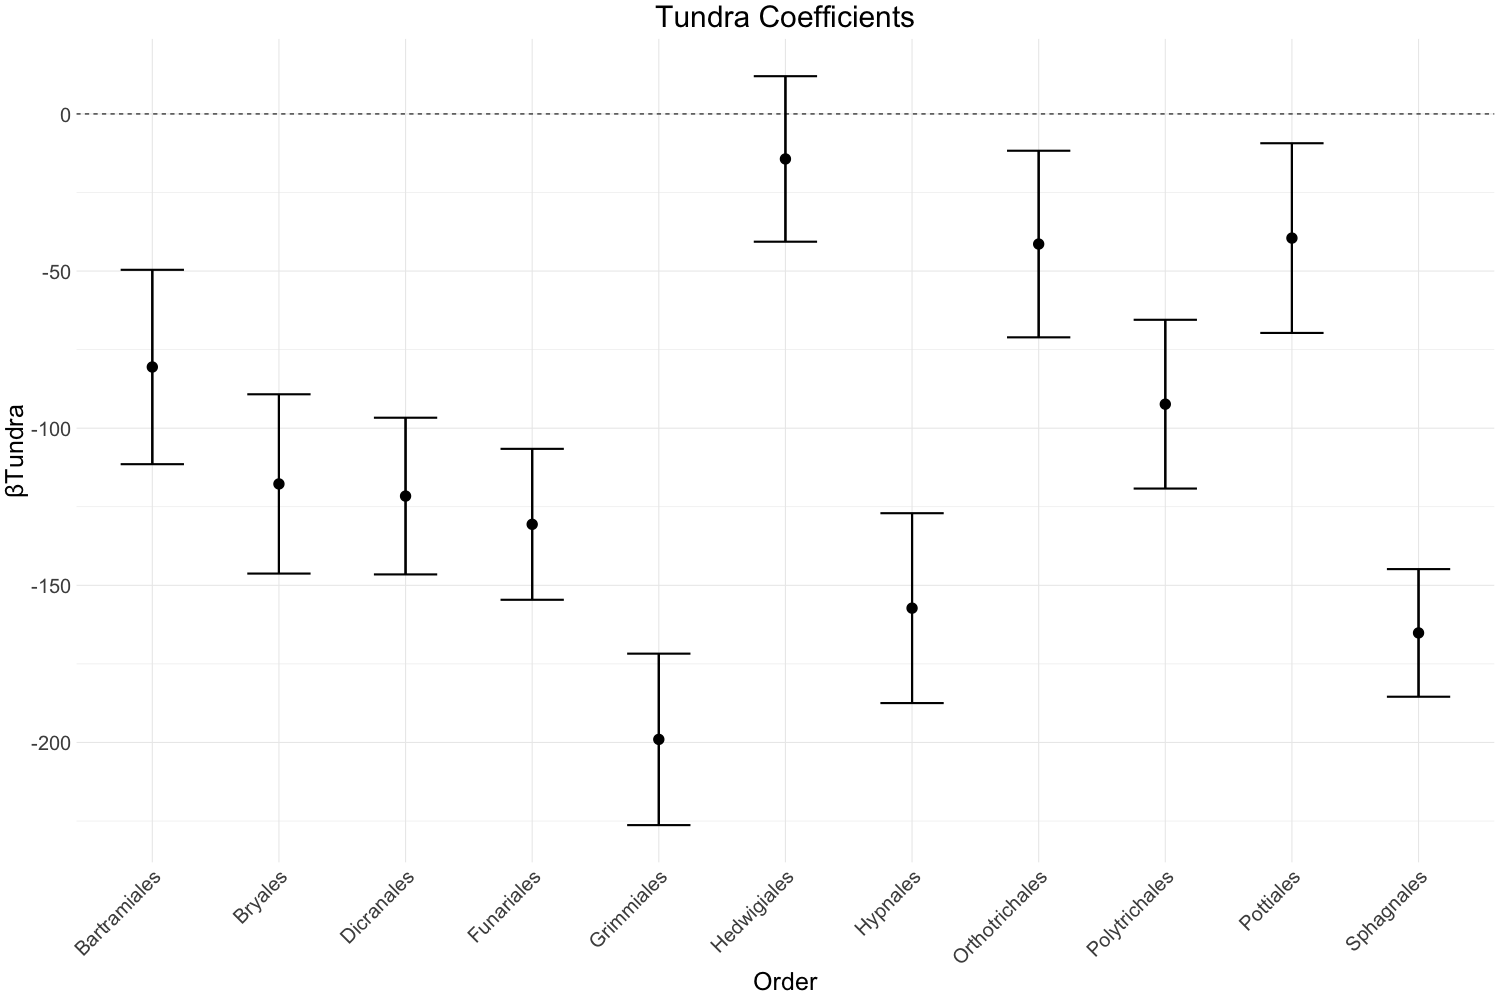 Tundra Coefficients
0
-50
-100
-150
-200
βTundra
Bartramiales
Bryales
Dicranales
Funariales
Grimmiales
Hedwigiales
Hypnales
Orthotrichales
Polytrichales
Pottiales
Sphagnales
Order